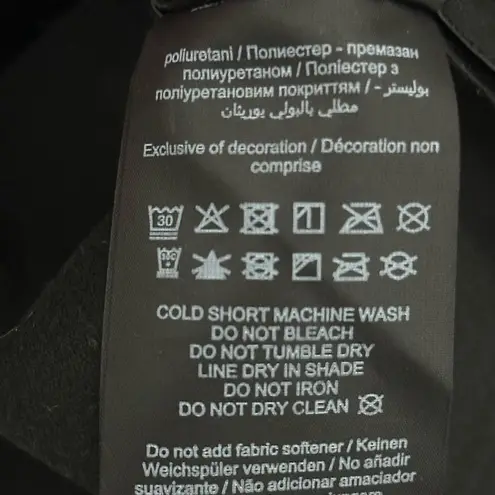 poliuretani / Полиестер - премазан
полиуретаном / Поліестер з
поліуретановим покриттям / بوليستر -
مطلي بالبولي يوريثان
Exclusive of decoration / Décoration non
comprise
30
COLD SHORT MACHINE WASH
DO NOT BLEACH
DO NOT TUMBLE DRY
LINE DRY IN SHADE
DO NOT IRON
DO NOT DRY CLEAN
Do not add fabric softener / Keinen
Weichspüler verwenden / No añadir
suavizante / Não adicionar amaciador